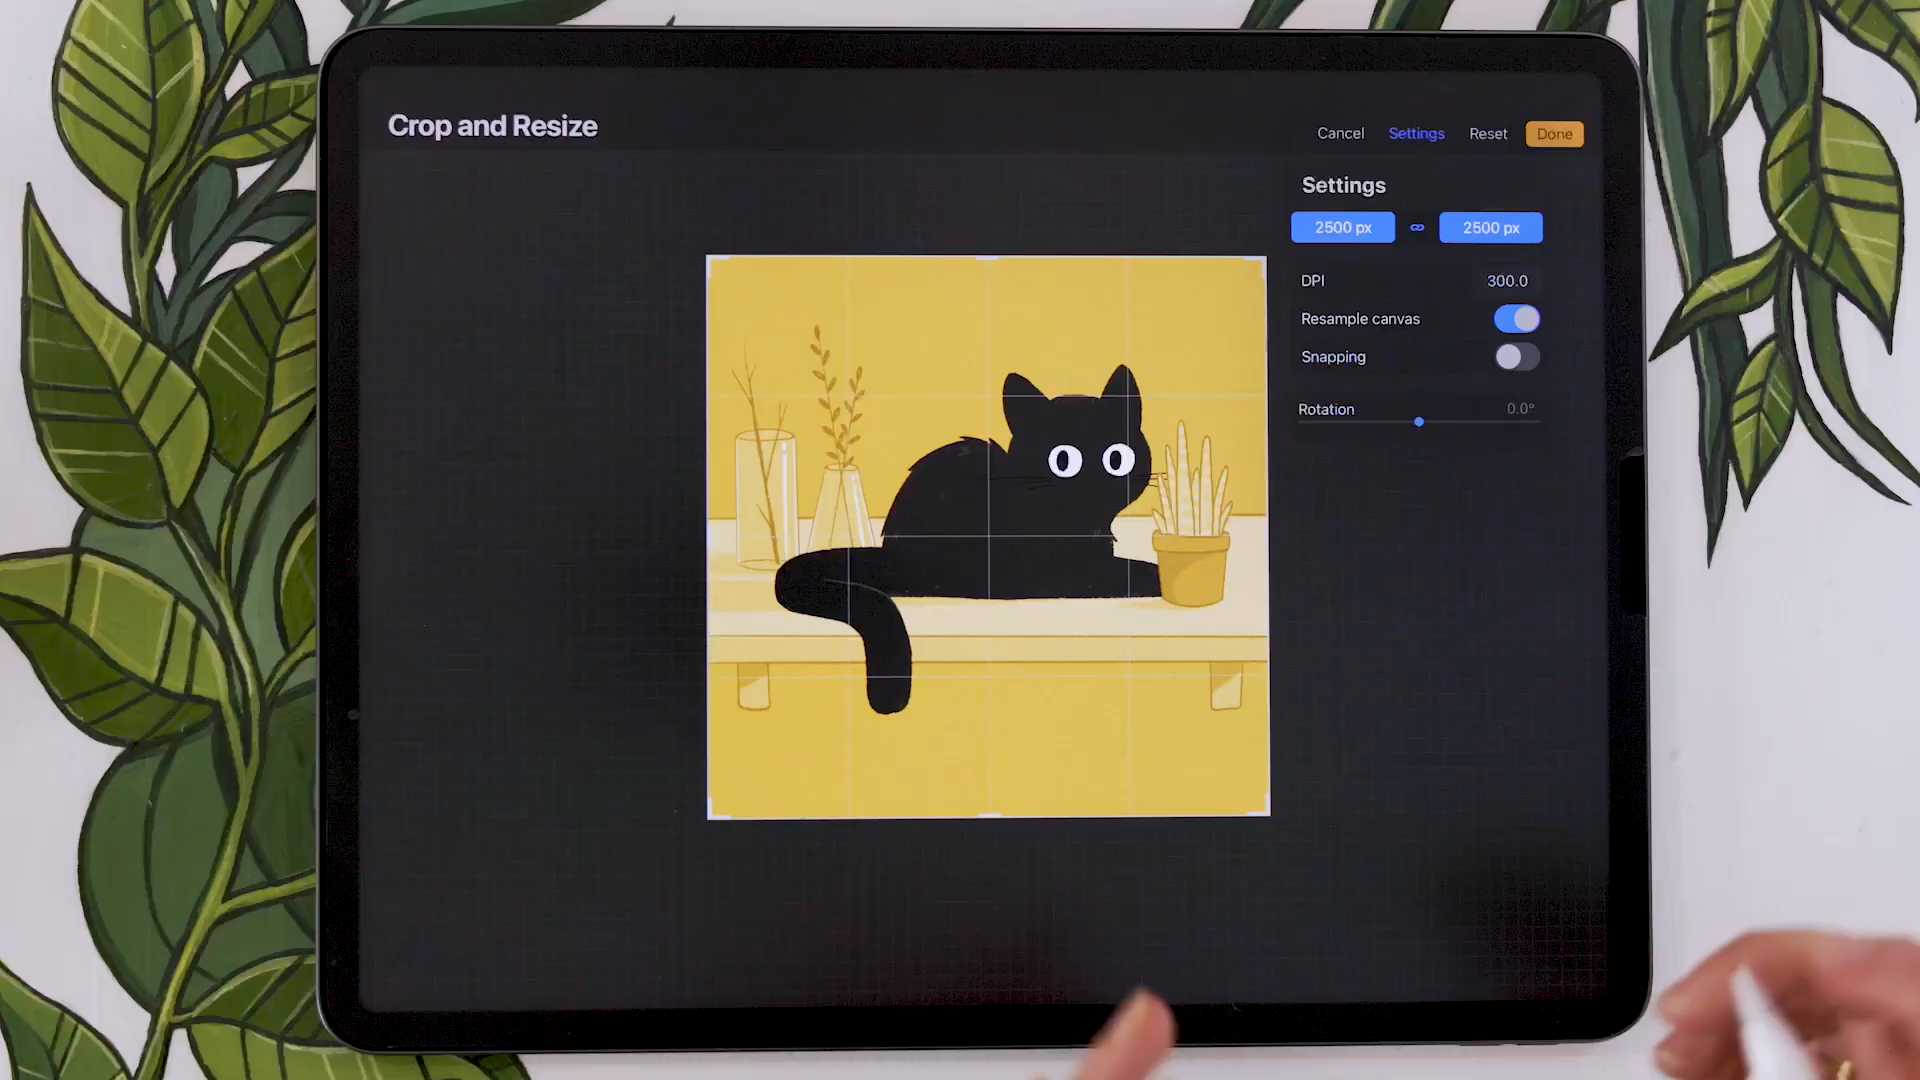 Crop and Resize
Cancel Settings Reset Done
Settings
2500 px 2500 px
DPI 300.0
Resample canvas
Snapping
Rotation 0.0°